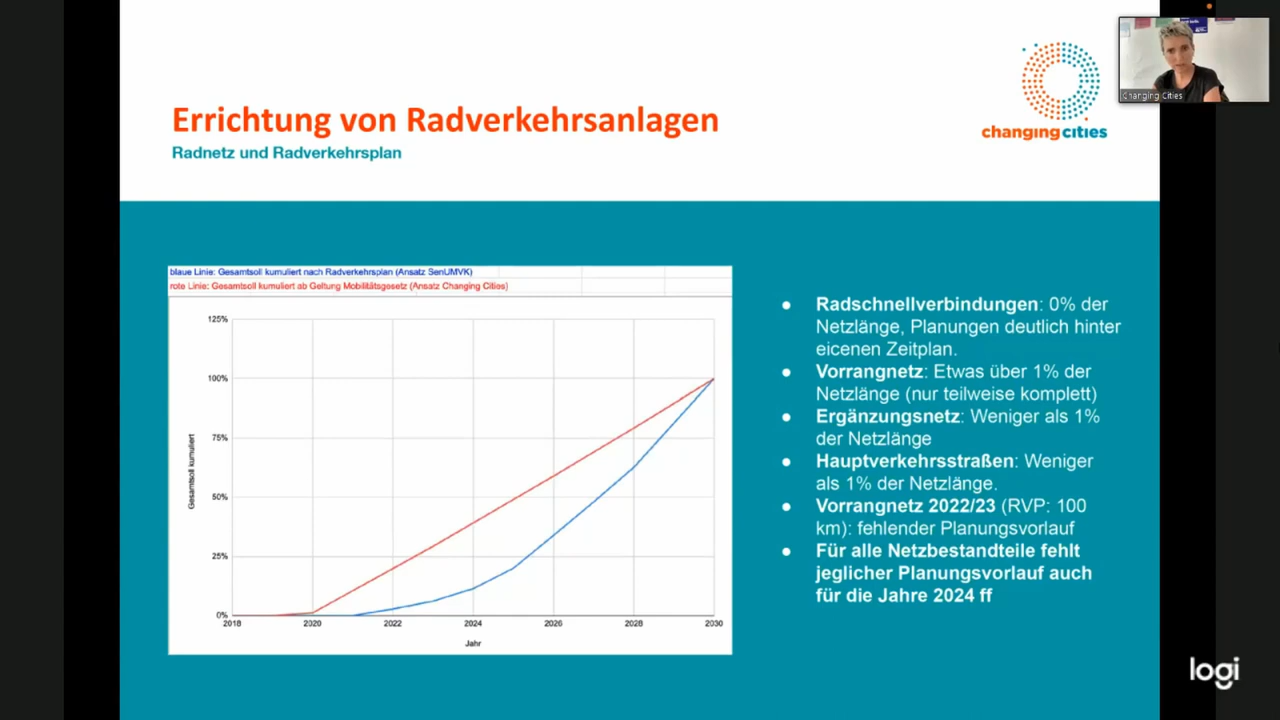 Errichtung von Radverkehrsanlagen
Radnetz und Radverkehrsplan
changing cities
Changing Cities
blaue Linie: Gesamtsoll kumuliert nach Radverkehrsplan (Ansatz SenUMVK)
rote Linie: Gesamtsoll kumuliert ab Geltung Mobilitätsgesetz (Ansatz Changing Cities)
125%
100%
75%
50%
25%
0%
Gesamtsoll kumuliert
2018 2020 2022 2024 2026 2028 2030
Jahr
● Radschnellverbindungen: 0% der
Netzlänge, Planungen deutlich hinter
eicenen Zeitplan.
● Vorrangnetz: Etwas über 1% der
Netzlänge (nur teilweise komplett)
● Ergänzungsnetz: Weniger als 1%
der Netzlänge
● Hauptverkehrsstraßen: Weniger
als 1% der Netzlänge.
● Vorrangnetz 2022/23 (RVP: 100
km): fehlender Planungsvorlauf
● Für alle Netzbestandteile fehlt
jeglicher Planungsvorlauf auch
für die Jahre 2024 ff
logi